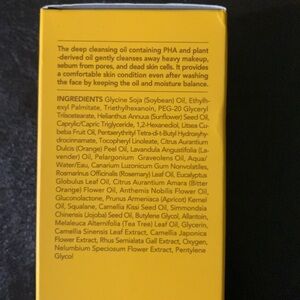 The deep cleansing oil containing PHA and plant
-derived oil gently cleanses away heavy makeup,
sebum from pores, and dead skin cells. It provides
a comfortable skin condition even after washing
the face by keeping the oil and moisture balance.
INGREDIENTS Glycine Soja (Soybean) Oil, Ethylh-
exyl Palmitate, Triethylhexanoin, PEG-20 Glyceryl
Triisostearate, Helianthus Annuus (Sunflower) Seed Oil,
Caprylic/Capric Triglyceride, 1,2-Hexanediol, Litsea Cu-
beba Fruit Oil, Pentaerythrityl Tetra-di-t-Butyl Hydroxyhy-
drocinnamate, Tocopheryl Linoleate, Citrus Aurantium
Dulcis (Orange) Peel Oil, Lavandula Angustifolia (La-
vender) Oil, Pelargonium Graveolens Oil, Aqua/
Water/Eau, Canarium Luzonicum Gum Nonvolatiles,
Rosmarinus Officinalis (Rosemary) Leaf Oil, Eucalyptus
Globulus Leaf Oil, Citrus Aurantium Amara (Bitter
Orange) Flower Oil, Anthemis Nobilis Flower Oil,
Gluconolactone, Prunus Armeniaca (Apricot) Kernel
Oil, Squalane, Camellia Kissi Seed Oil, Simmondsia
Chinensis (Jojoba) Seed Oil, Butylene Glycol, Allantoin,
Melaleuca Alternifolia (Tea Tree) Leaf Oil, Glycerin,
Camellia Sinensis Leaf Extract, Camellia Japonica
Flower Extract, Rhus Semialata Gall Extract, Oxygen,
Nelumbium Speciosum Flower Extract, Pentylene
Glycol